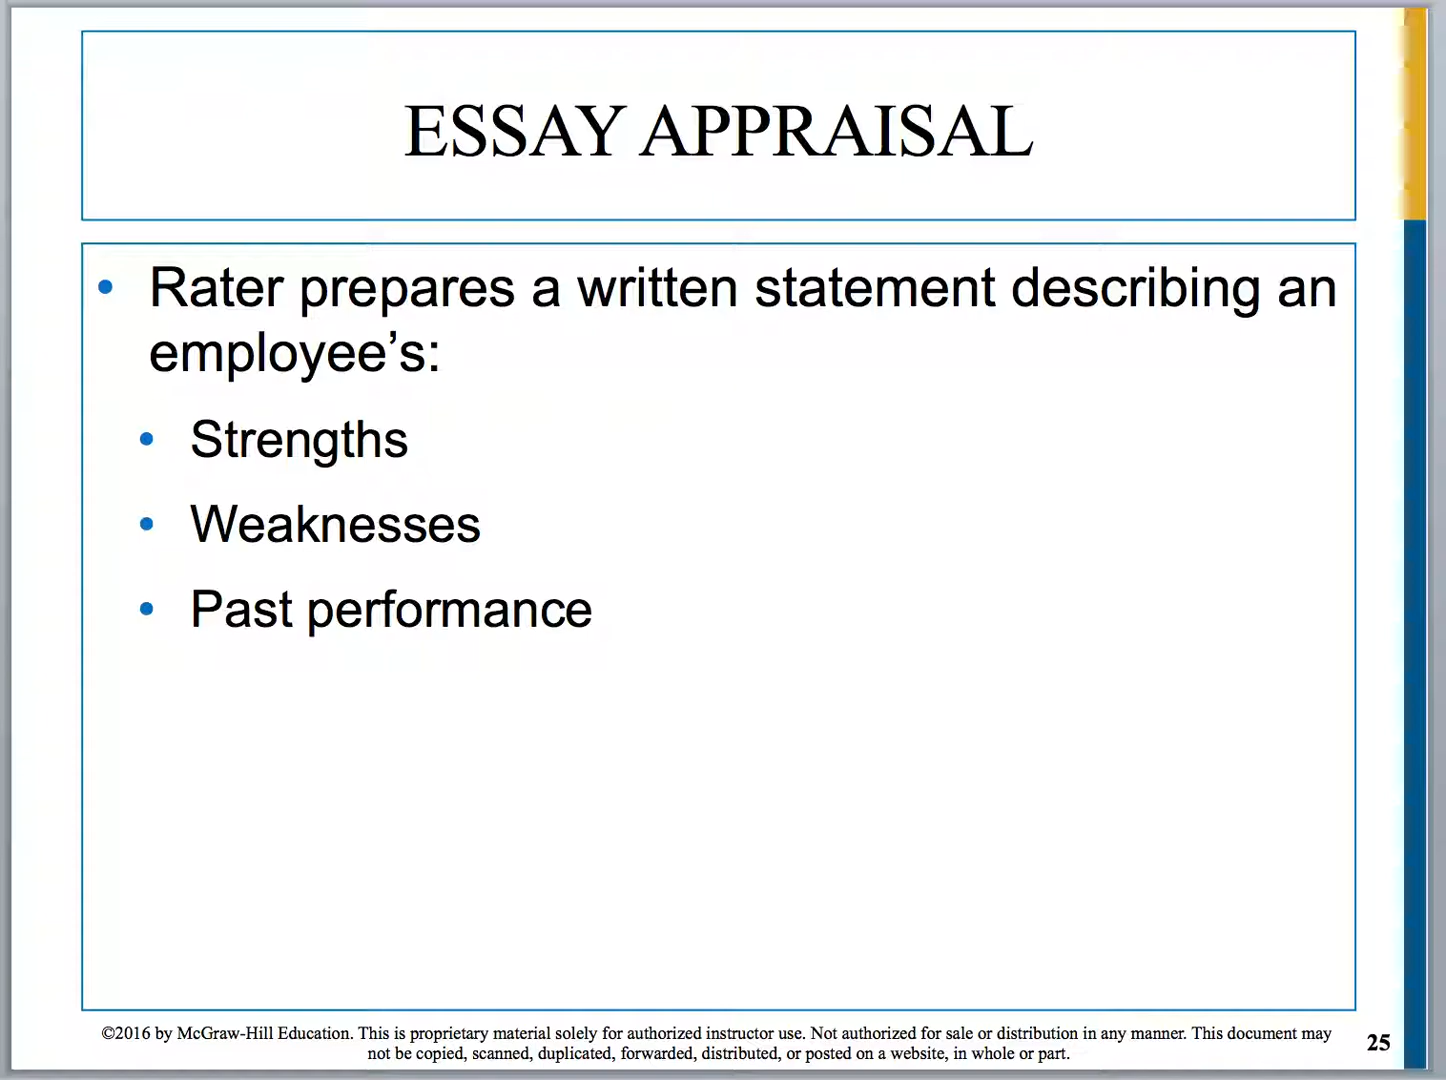 ESSAY APPRAISAL
• Rater prepares a written statement describing an
employee’s:
• Strengths
• Weaknesses
• Past performance
©2016 by McGraw-Hill Education. This is proprietary material solely for authorized instructor use. Not authorized for sale or distribution in any manner. This document may
not be copied, scanned, duplicated, forwarded, distributed, or posted on a website, in whole or part.
25